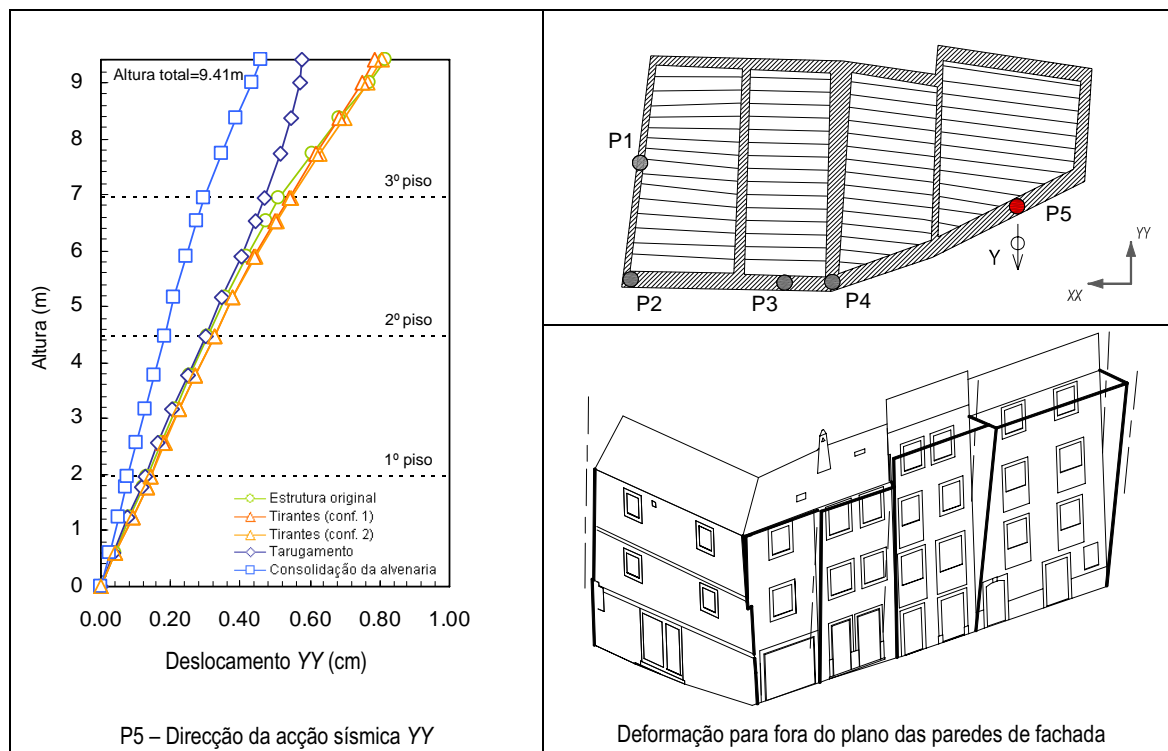 Altura total=9.41m
9
8
7
6
5
4
3
2
1
0
3º piso
2º piso
1º piso
Estrutura original
Tirantes (conf. 1)
Tirantes (conf. 2)
Tarugamento
Consolidação da alvenaria
0.00 0.20 0.40 0.60 0.80 1.00
Altura (m)
Deslocamento YY (cm)
P5 – Direcção da acção sísmica YY
P1
P2
P3
P4
P5
Y
YY
XX
Deformação para fora do plano das paredes de fachada